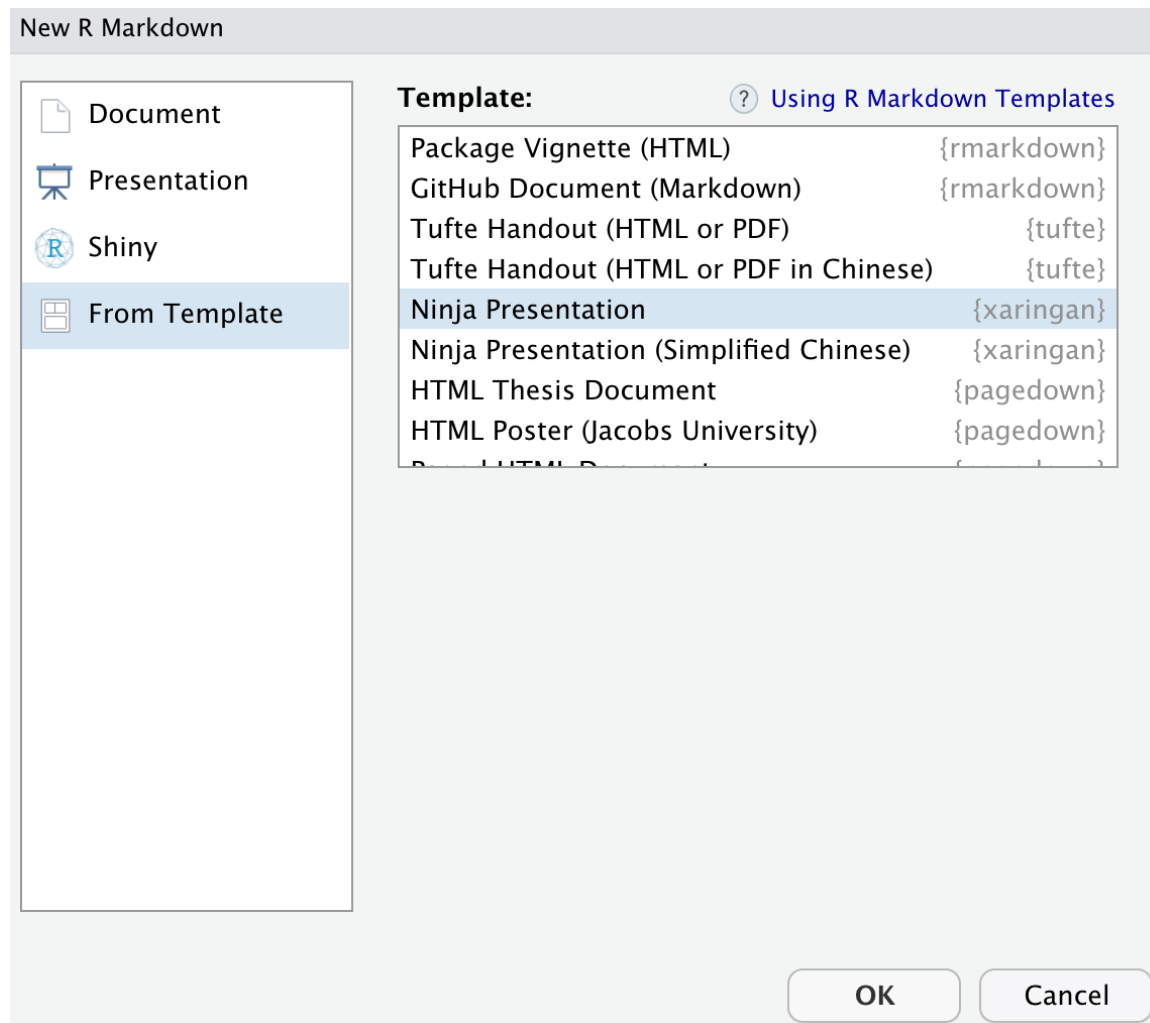 New R Markdown
Document
Presentation
R Shiny
From Template
Template: ? Using R Markdown Templates
Package Vignette (HTML) {rmarkdown}
GitHub Document (Markdown) {rmarkdown}
Tufte Handout (HTML or PDF) {tufte}
Tufte Handout (HTML or PDF in Chinese) {tufte}
Ninja Presentation {xaringan}
Ninja Presentation (Simplified Chinese) {xaringan}
HTML Thesis Document {pagedown}
HTML Poster (Jacobs University) {pagedown}
OK Cancel